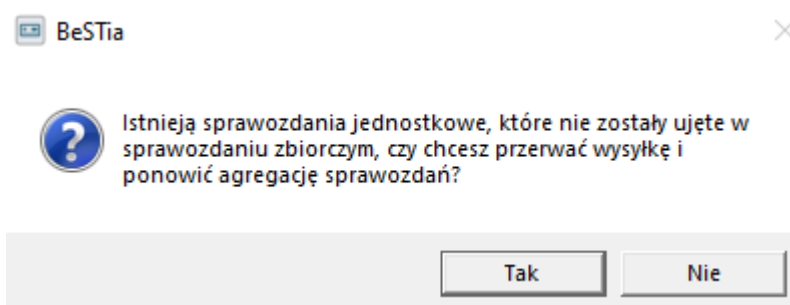 BeSTia
Istnieją sprawozdania jednostkowe, które nie zostały ujęte w
sprawozdaniu zbiorczym, czy chcesz przerwać wysyłkę i
ponowić agregację sprawozdań?
Tak
Nie